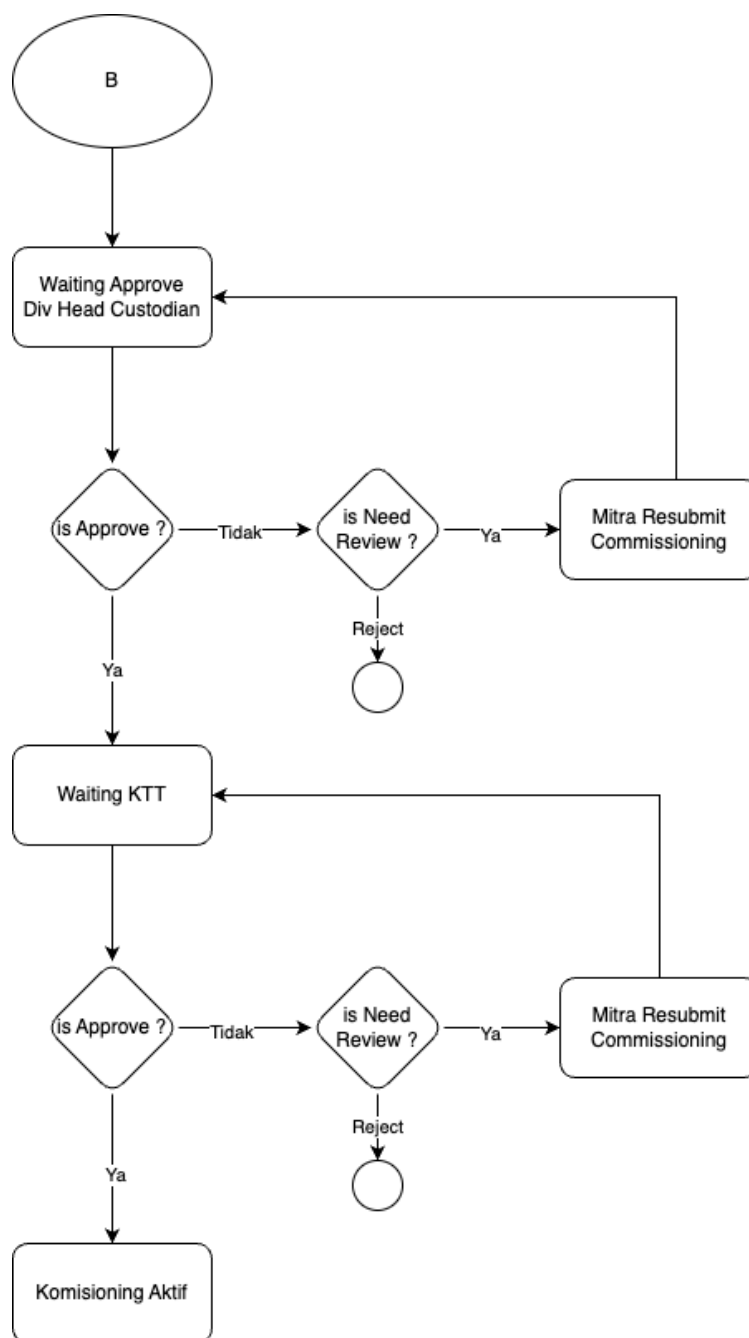 B
Waiting Approve
Div Head Custodian
is Approve ?
Tidak
is Need
Review ?
Ya
Mitra Resubmit
Commissioning
Reject
Ya
Waiting KTT
is Approve ?
Tidak
is Need
Review ?
Ya
Mitra Resubmit
Commissioning
Reject
Ya
Komisioning Aktif